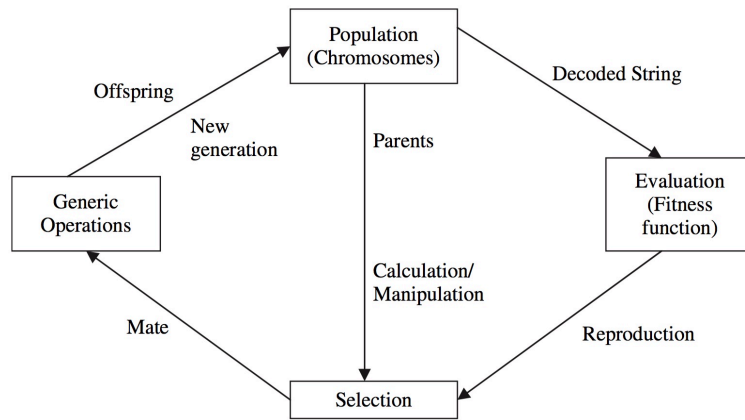 Population
(Chromosomes)
Decoded String
Offspring
New
generation
Parents
Evaluation
(Fitness
function)
Generic
Operations
Calculation/
Manipulation
Mate
Reproduction
Selection